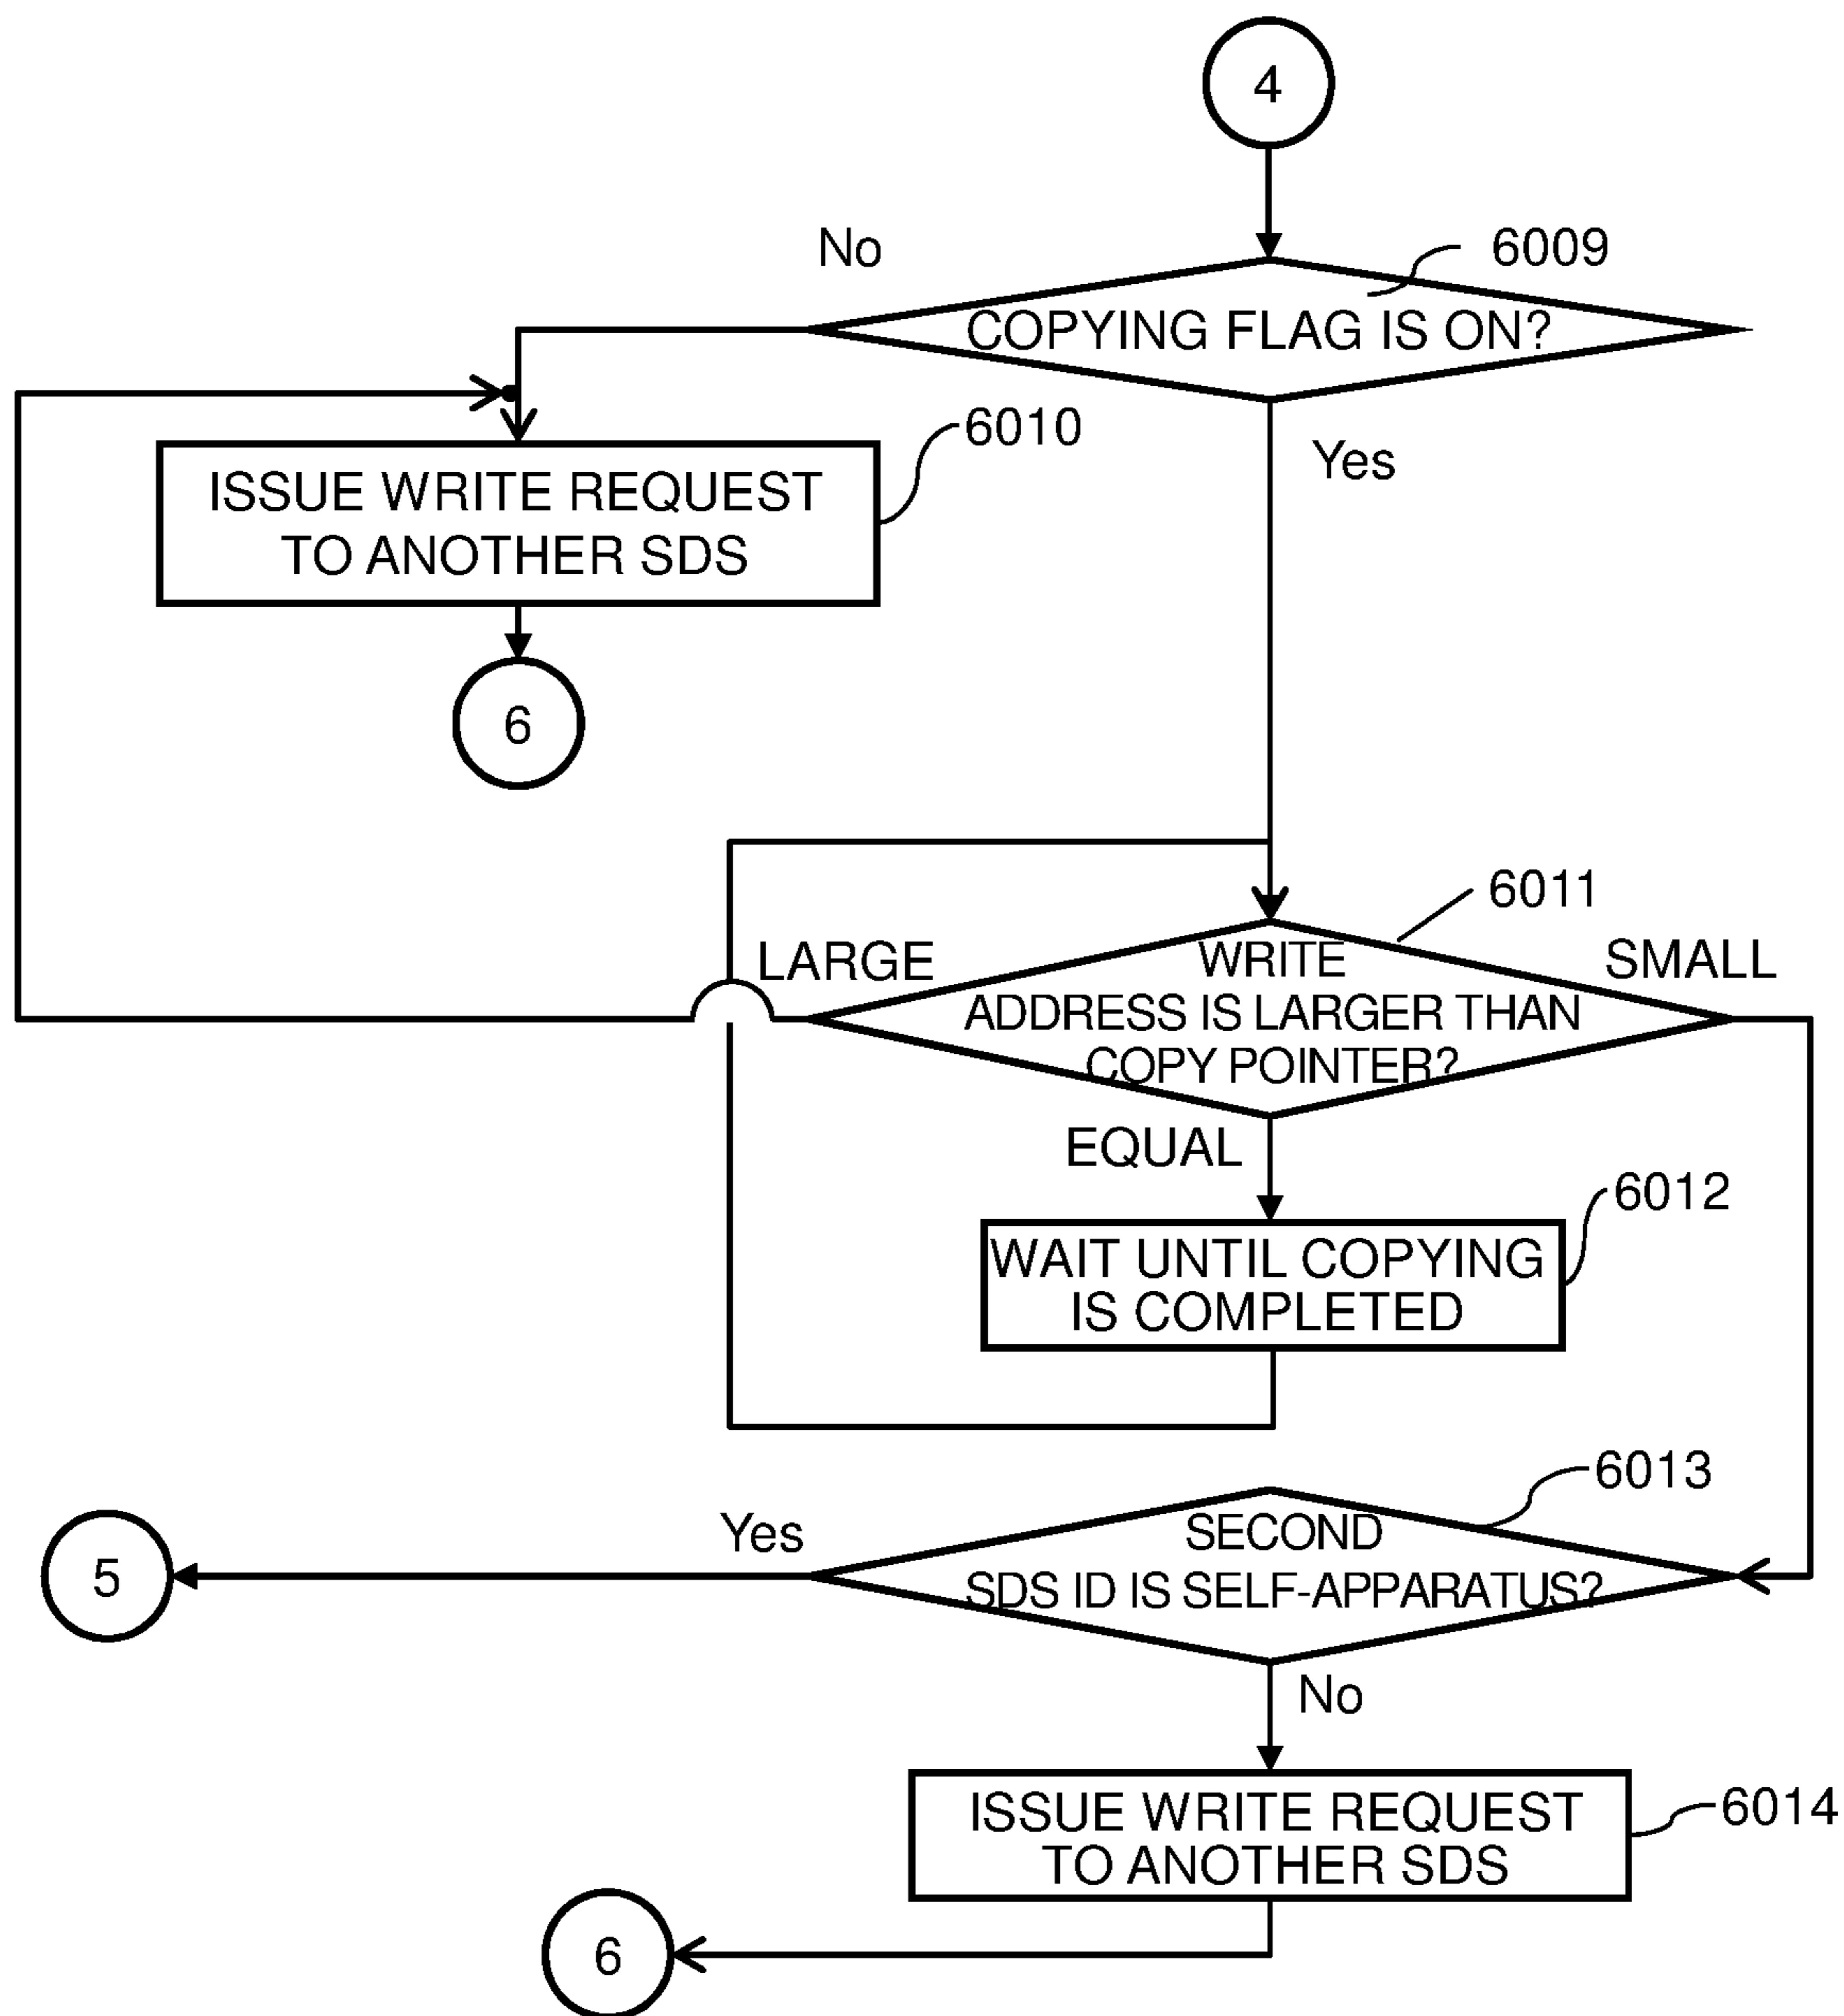 4
No
6009
COPYING FLAG IS ON?
6010
Yes
ISSUE WRITE REQUEST
TO ANOTHER SDS
6
6011
LARGE
WRITE
SMALL
ADDRESS IS LARGER THAN
COPY POINTER?
EQUAL
6012
WAIT UNTIL COPYING
IS COMPLETED
6013
Yes
SECOND
5
SDS ID IS SELF-APPARATUS?
No
6014
ISSUE WRITE REQUEST
TO ANOTHER SDS
6